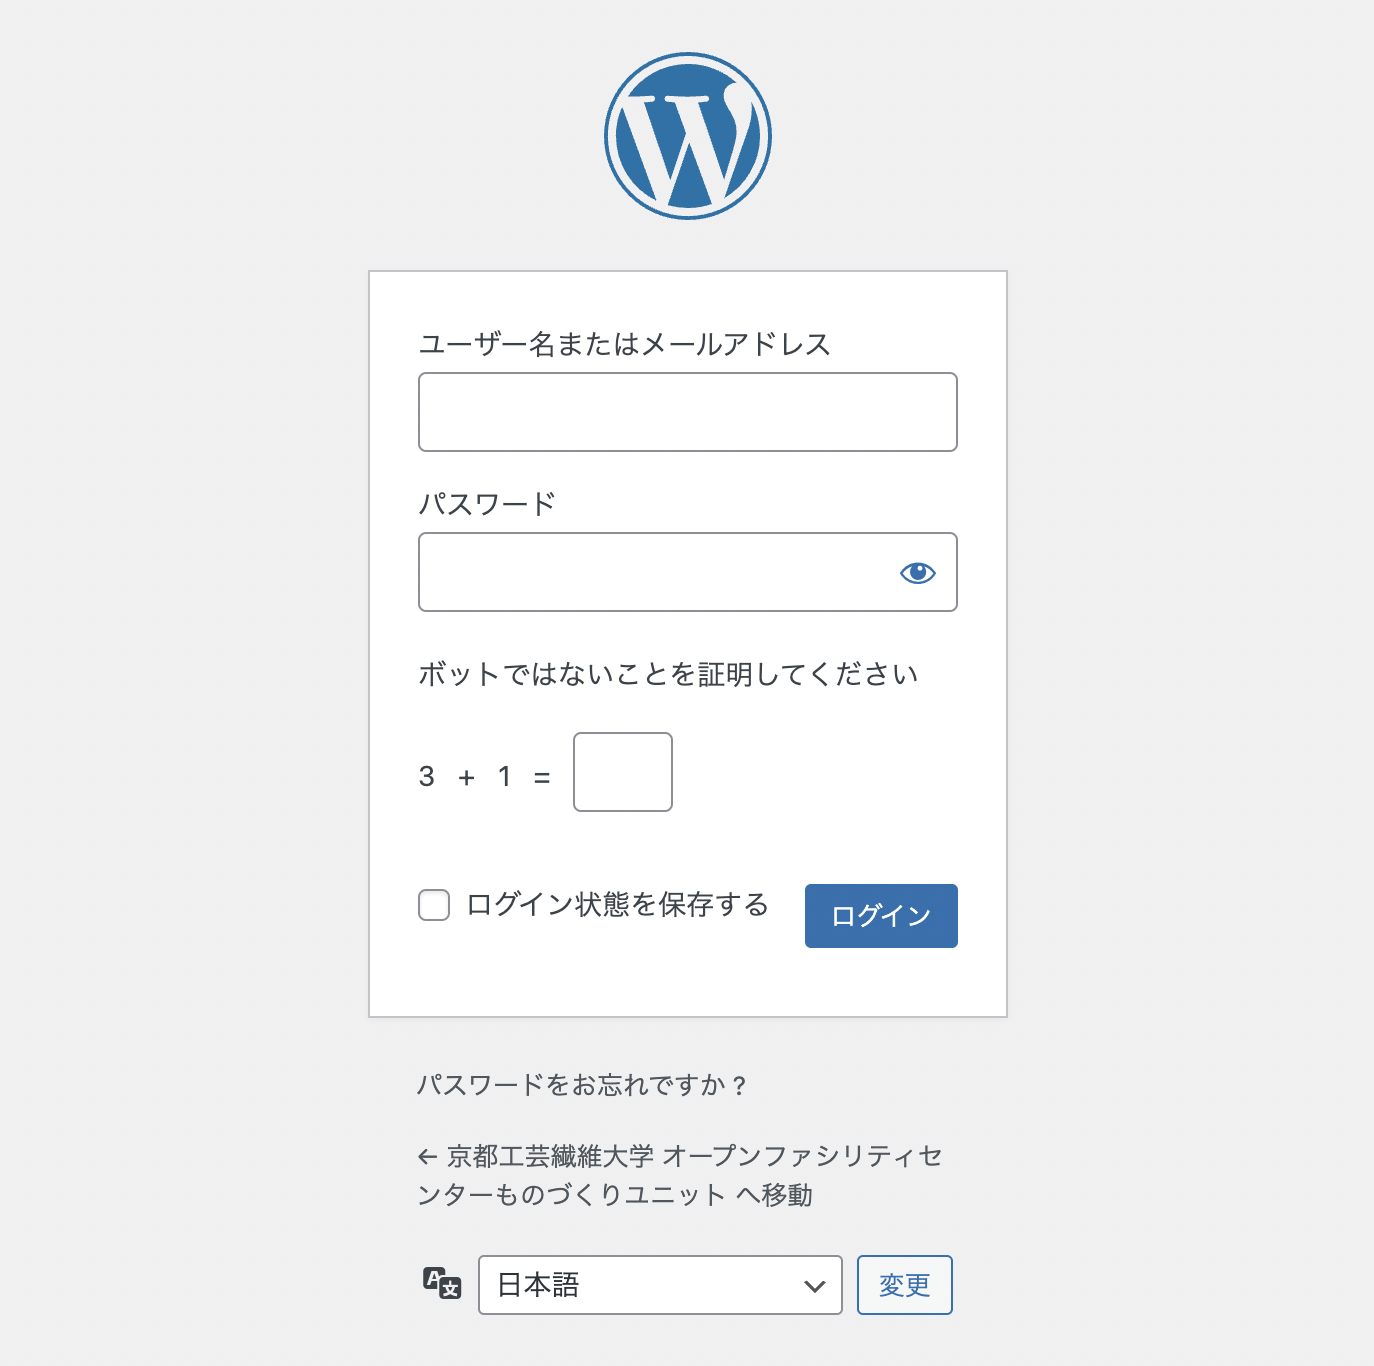 ユーザー名またはメールアドレス
パスワード
ボットではないことを証明してください
3 + 1 =
ログイン状態を保存する
ログイン
パスワードをお忘れですか ?
← 京都工芸繊維大学 オープンファシリティセ
ンターものづくりユニット へ移動
日本語
変更